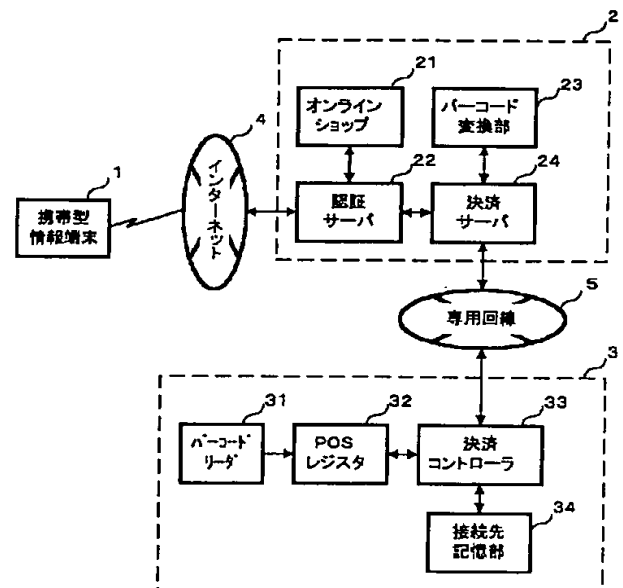 2
21
オンライン
ショップ
23
バーコード
変換部
4
インターネット
22
認証
サーバ
24
決済
サーバ
1
携帯型
情報端末
5
専用回線
3
31
バーコード
リーダ
32
POS
レジスタ
33
決済
コントローラ
34
接続先
記憶部